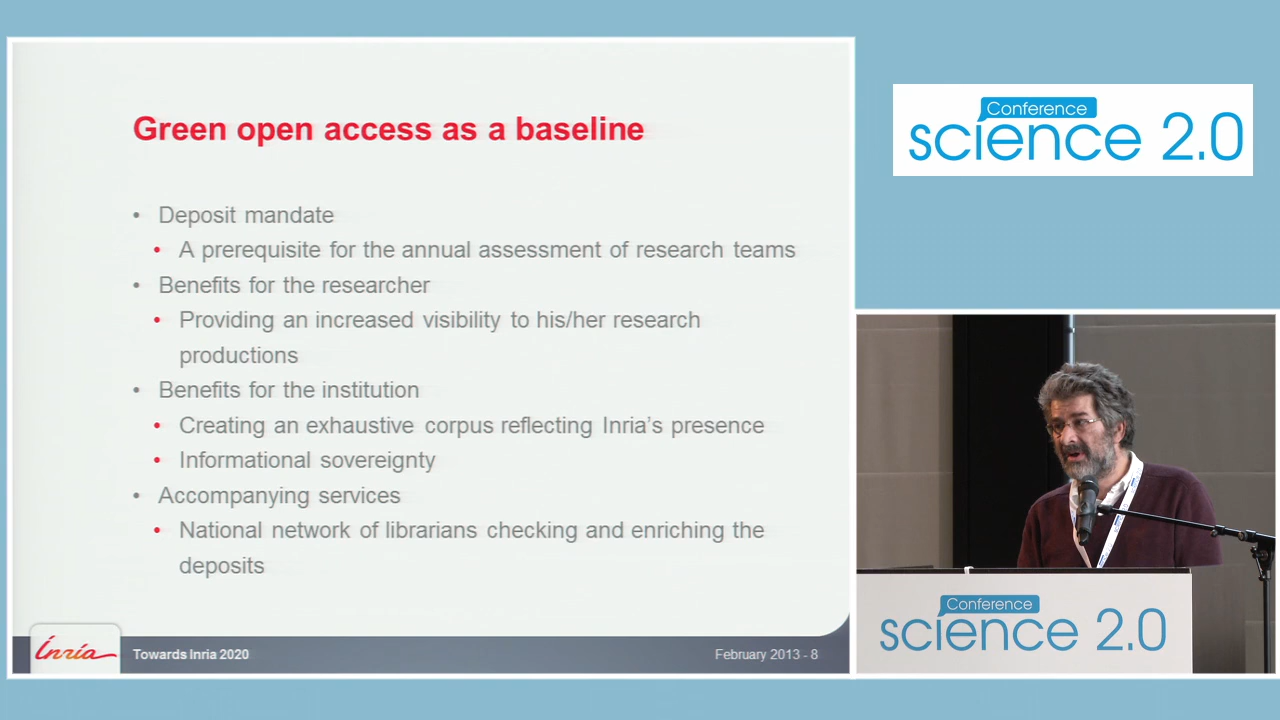 Green open access as a baseline
• Deposit mandate
• A prerequisite for the annual assessment of research teams
• Benefits for the researcher
• Providing an increased visibility to his/her research
productions
• Benefits for the institution
• Creating an exhaustive corpus reflecting Inria's presence
• Informational sovereignty
• Accompanying services
• National network of librarians checking and enriching the
deposits
Inria
Towards Inria 2020
February 2013 - 8
Conference
science 2.0
Conference
science 2.0